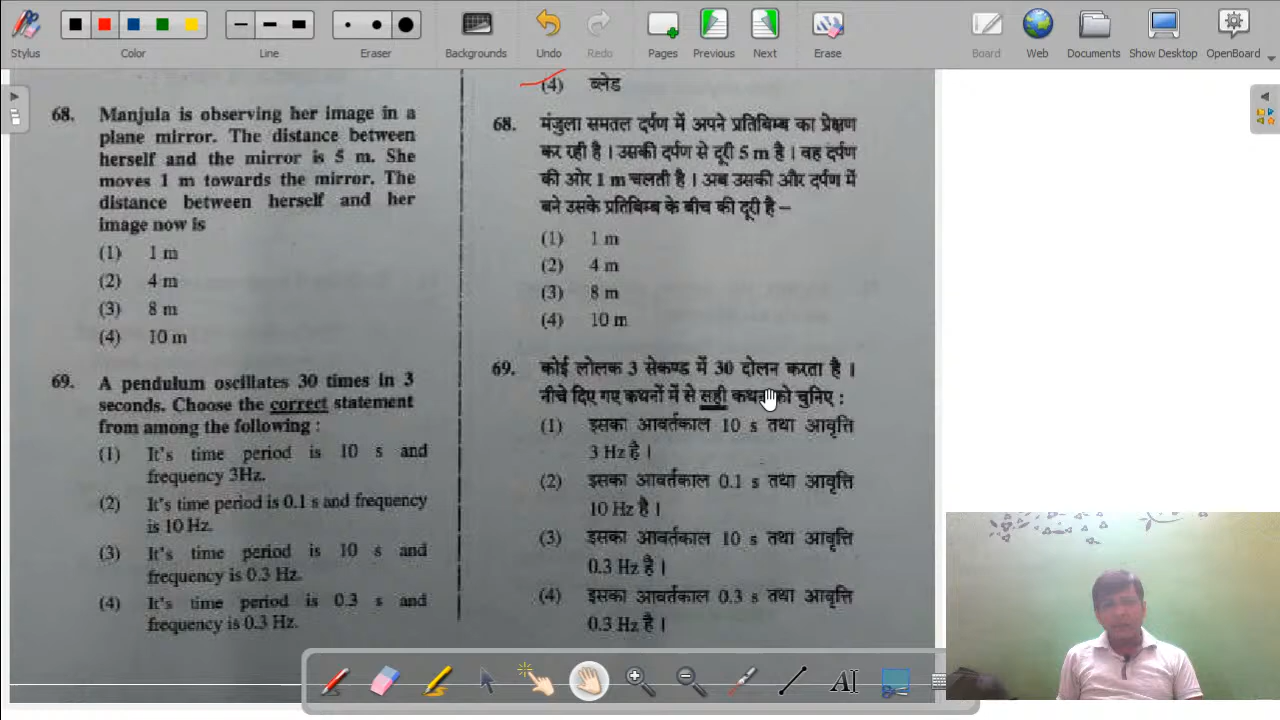 Stylus
Color
Line
Eraser
Backgrounds
Undo
Redo
Pages
Previous
Next
Erase
Board
Web
Documents
Show Desktop
OpenBoard
68. Manjula is observing her image in a
plane mirror. The distance between
herself and the mirror is 5 m. She
moves 1 m towards the mirror. The
distance between herself and her
image now is
(1) 1 m
(2) 4 m
(3) 8 m
(4) 10 m
69. A pendulum oscillates 30 times in 3
seconds. Choose the correct statement
from among the following :
(1) It's time period is 10 s and
frequency 3Hz.
(2) It's time period is 0.1 s and frequency
is 10 Hz.
(3) It's time period is 10 s and
frequency is 0.3 Hz.
(4) It's time period is 0.3 s and
frequency is 0.3 Hz.
(4) ब्लेड
68. मंजुला समतल दर्पण में अपने प्रतिबिम्ब का प्रेक्षण
कर रही है । उसकी दर्पण से दूरी 5 m है । वह दर्पण
की ओर 1 m चलती है । अब उसकी और दर्पण में
बने उसके प्रतिबिम्ब के बीच की दूरी है –
(1) 1 m
(2) 4 m
(3) 8 m
(4) 10 m
69. कोई लोलक 3 सेकण्ड में 30 दोलन करता है ।
नीचे दिए गए कथनों में से सही कथन को चुनिए :
(1) इसका आवर्तकाल 10 s तथा आवृत्ति
3 Hz है ।
(2) इसका आवर्तकाल 0.1 s तथा आवृत्ति
10 Hz है ।
(3) इसका आवर्तकाल 10 s तथा आवृत्ति
0.3 Hz है ।
(4) इसका आवर्तकाल 0.3 s तथा आवृत्ति
0.3 Hz है ।